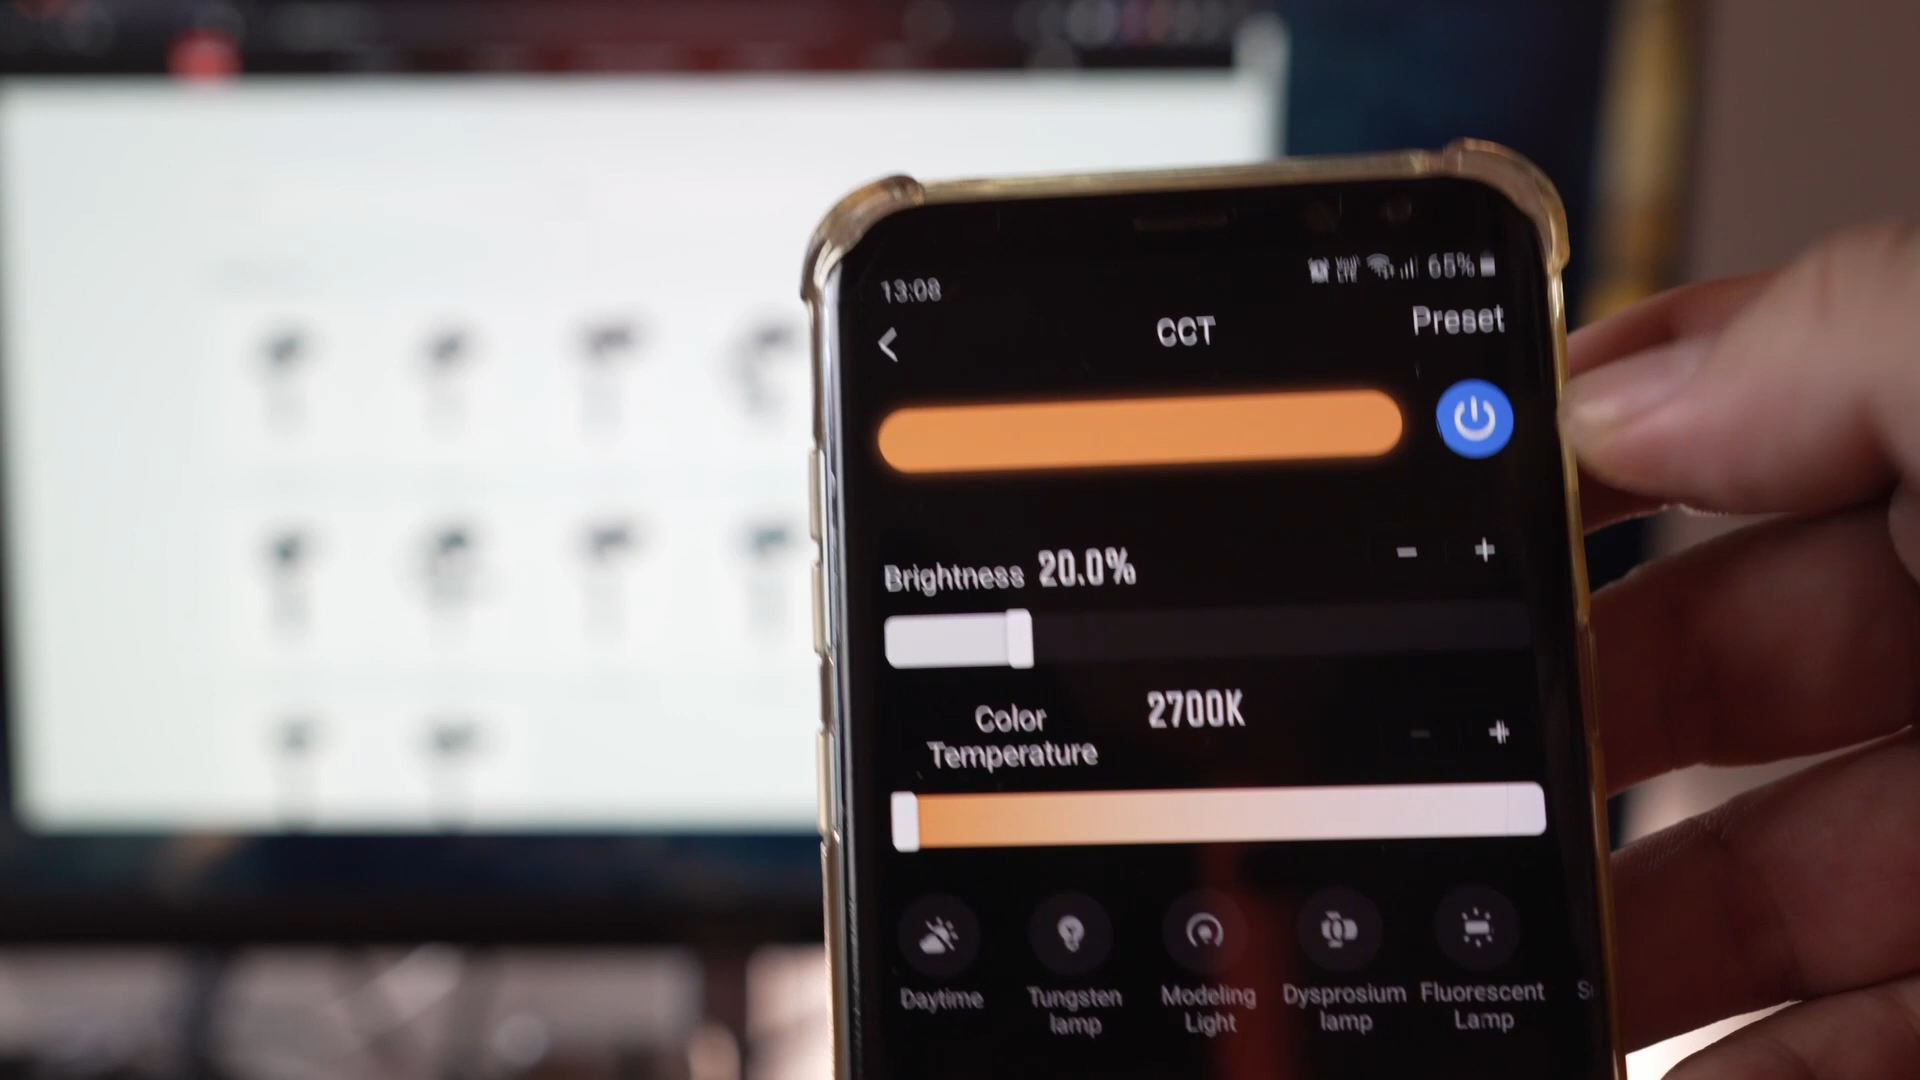 13:08 65%
CCT Preset
Brightness 20.0%
Color
Temperature 2700K
Daytime
Tungsten
lamp
Modeling
Light
Dysprosium
lamp
Fluorescent
Lamp